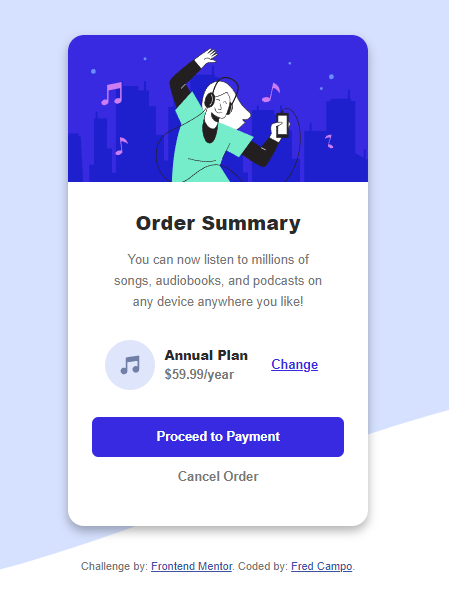 Order Summary
You can now listen to millions of
songs, audiobooks, and podcasts on
any device anywhere you like!
Annual Plan
$59.99/year
Change
Proceed to Payment
Cancel Order
Challenge by: Frontend Mentor. Coded by: Fred Campo.